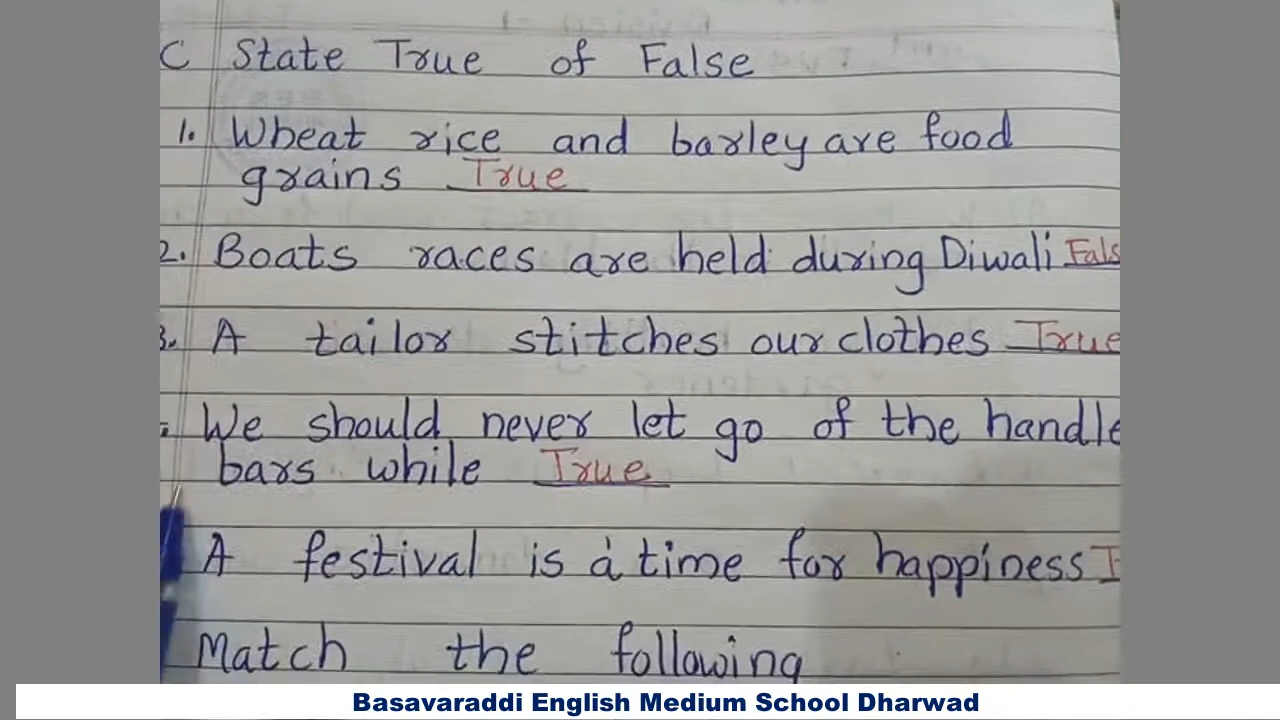 C State True of False
1. Wheat rice and barley are food
grains True
2. Boats races are held during Diwali Fals
3. A tailor stitches our clothes True
We should never let go of the handle
bars while True
A festival is a time for happiness T
Match the following
Basavaraddi English Medium School Dharwad